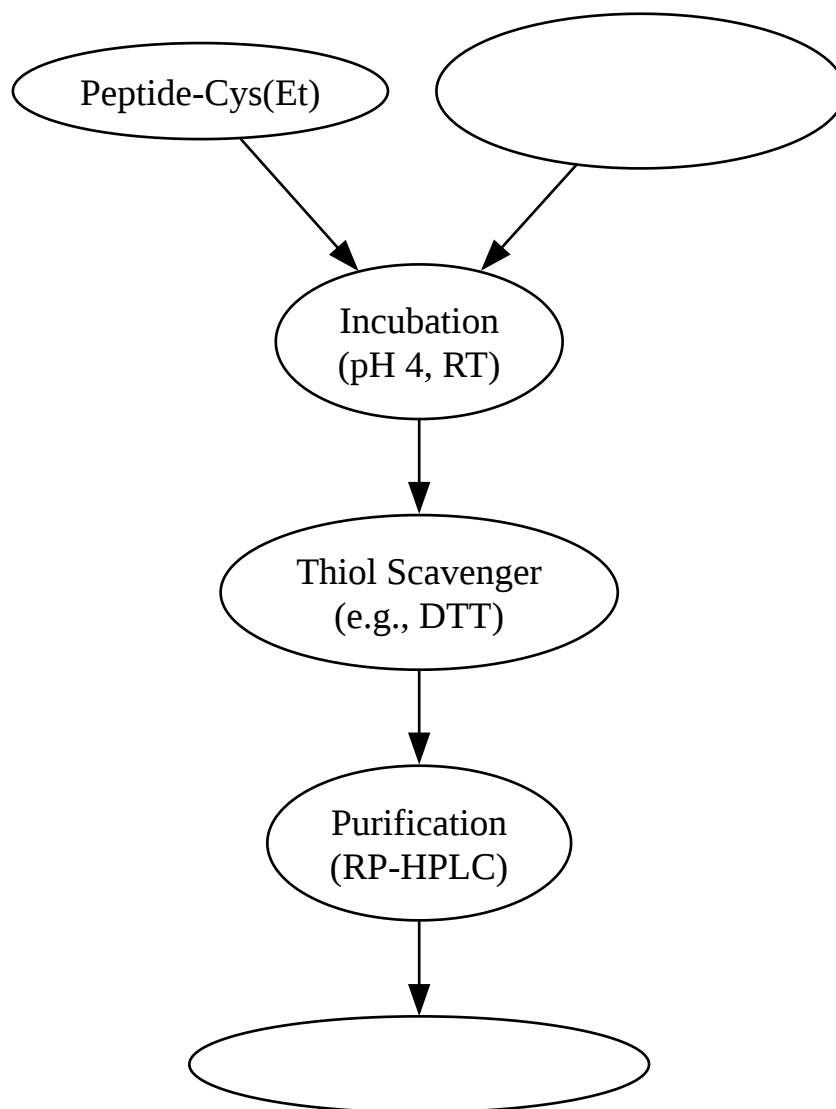 Peptide-Cys(Et)
Incubation
(pH 4, RT)
Thiol Scavenger
(e.g., DTT)
Purification
(RP-HPLC)